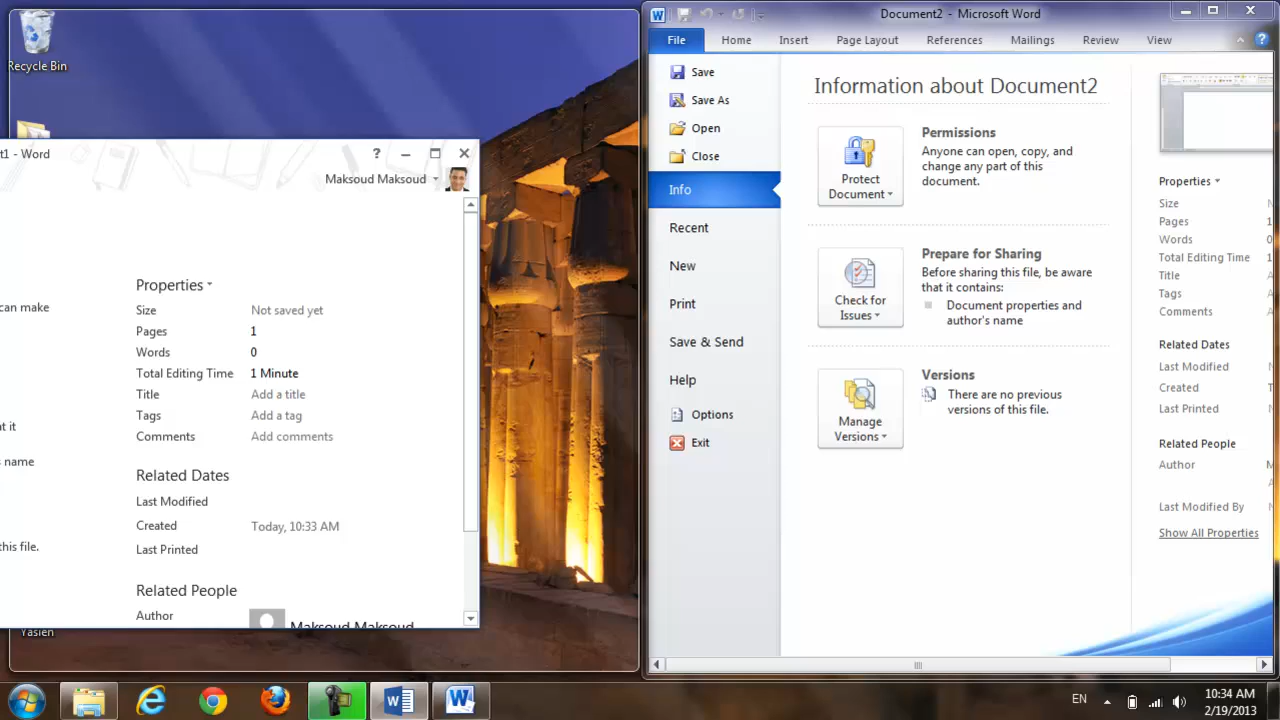 Recycle Bin
t1 - Word
?
Maksoud Maksoud
can make
t it
s name
this file.
Properties
Size Not saved yet
Pages 1
Words 0
Total Editing Time 1 Minute
Title Add a title
Tags Add a tag
Comments Add comments
Related Dates
Last Modified
Created Today, 10:33 AM
Last Printed
Related People
Author Maksoud Maksoud
Yasien
Document2 - Microsoft Word
File Home Insert Page Layout References Mailings Review View
Save
Save As
Open
Close
Info
Recent
New
Print
Save & Send
Help
Options
Exit
Information about Document2
Protect
Document
Permissions
Anyone can open, copy, and
change any part of this
document.
Check for
Issues
Prepare for Sharing
Before sharing this file, be aware
that it contains:
Document properties and
author's name
Manage
Versions
Versions
There are no previous
versions of this file.
Properties
Size
Pages 1
Words 0
Total Editing Time 1
Title
Tags
Comments
Related Dates
Last Modified
Created
Last Printed
Related People
Author
Last Modified By
Show All Properties
EN
10:34 AM
2/19/2013